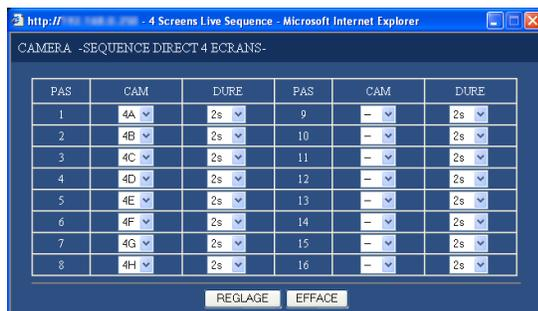 http:// - 4 Screens Live Sequence - Microsoft Internet Explorer
CAMERA -SEQUENCE DIRECT 4 ECRANS-
PAS CAM DURE PAS CAM DURE
1 4A 2s 9 – 2s
2 4B 2s 10 – 2s
3 4C 2s 11 – 2s
4 4D 2s 12 – 2s
5 4E 2s 13 – 2s
6 4F 2s 14 – 2s
7 4G 2s 15 – 2s
8 4H 2s 16 – 2s
REGLAGE EFFACE